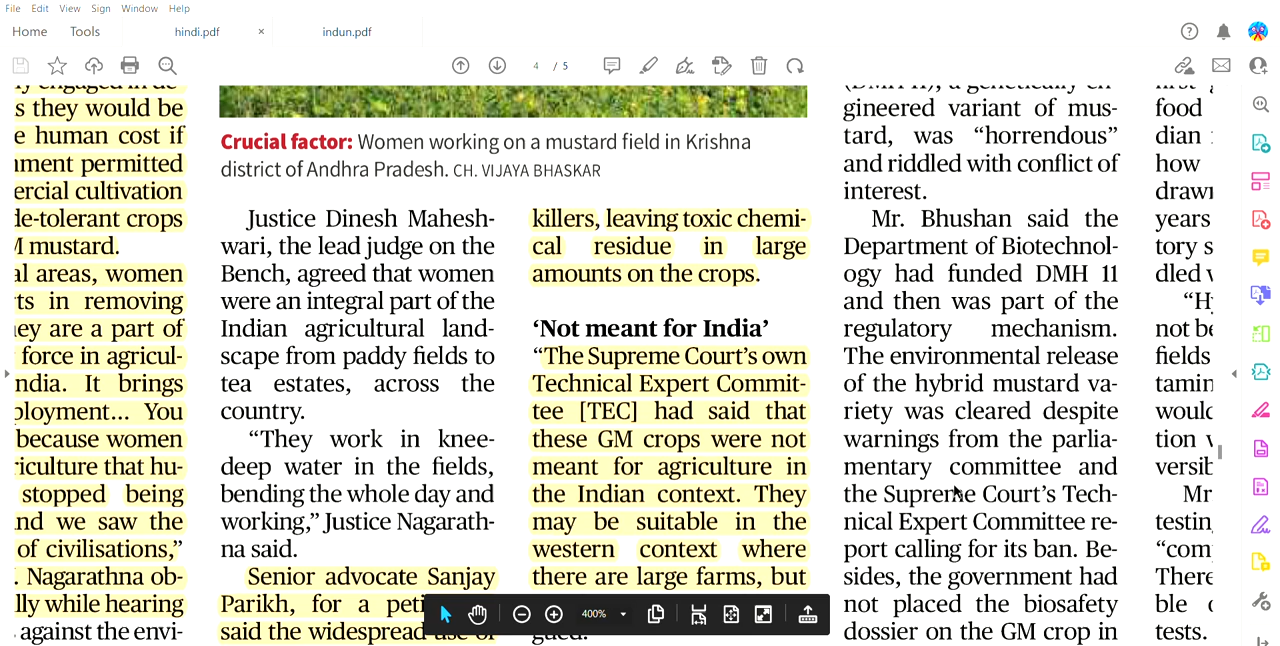 File Edit View Sign Window Help
Home Tools hindi.pdf × indun.pdf
4 / 5
s they would be
e human cost if
permitted
ercial cultivation
de-tolerant crops
M mustard.
al areas, women
ts in removing
ey are a part of
force in agricul-
ndia. It brings
ployment... You
because women
riculture that hu-
stopped being
nd we saw the
of civilisations,”
. Nagarathna ob-
lly while hearing
against the envi-
Crucial factor: Women working on a mustard field in Krishna
district of Andhra Pradesh. CH. VIJAYA BHASKAR
Justice Dinesh Mahesh-
wari, the lead judge on the
Bench, agreed that women
were an integral part of the
Indian agricultural land-
scape from paddy fields to
tea estates, across the
country.
“They work in knee-
deep water in the fields,
bending the whole day and
working,” Justice Nagarath-
na said.
Senior advocate Sanjay
Parikh, for a peti
said the widespread use of
killers, leaving toxic chemi-
cal residue in large
amounts on the crops.
‘Not meant for India’
“The Supreme Court’s own
Technical Expert Commit-
tee [TEC] had said that
these GM crops were not
meant for agriculture in
the Indian context. They
may be suitable in the
western context where
there are large farms, but
gued.
400%
(DMH 11), a genetically en-
gineered variant of mus-
tard, was “horrendous”
and riddled with conflict of
interest.
Mr. Bhushan said the
Department of Biotechnol-
ogy had funded DMH 11
and then was part of the
regulatory mechanism.
The environmental release
of the hybrid mustard va-
riety was cleared despite
warnings from the parlia-
mentary committee and
the Supreme Court’s Tech-
nical Expert Committee re-
port calling for its ban. Be-
sides, the government had
not placed the biosafety
dossier on the GM crop in
food
dian
how
drawn
years
tory s
dled w
“Hy
not be
fields
tamin
would
tion
versib
Mr
testin
“com
There
ble
tests.